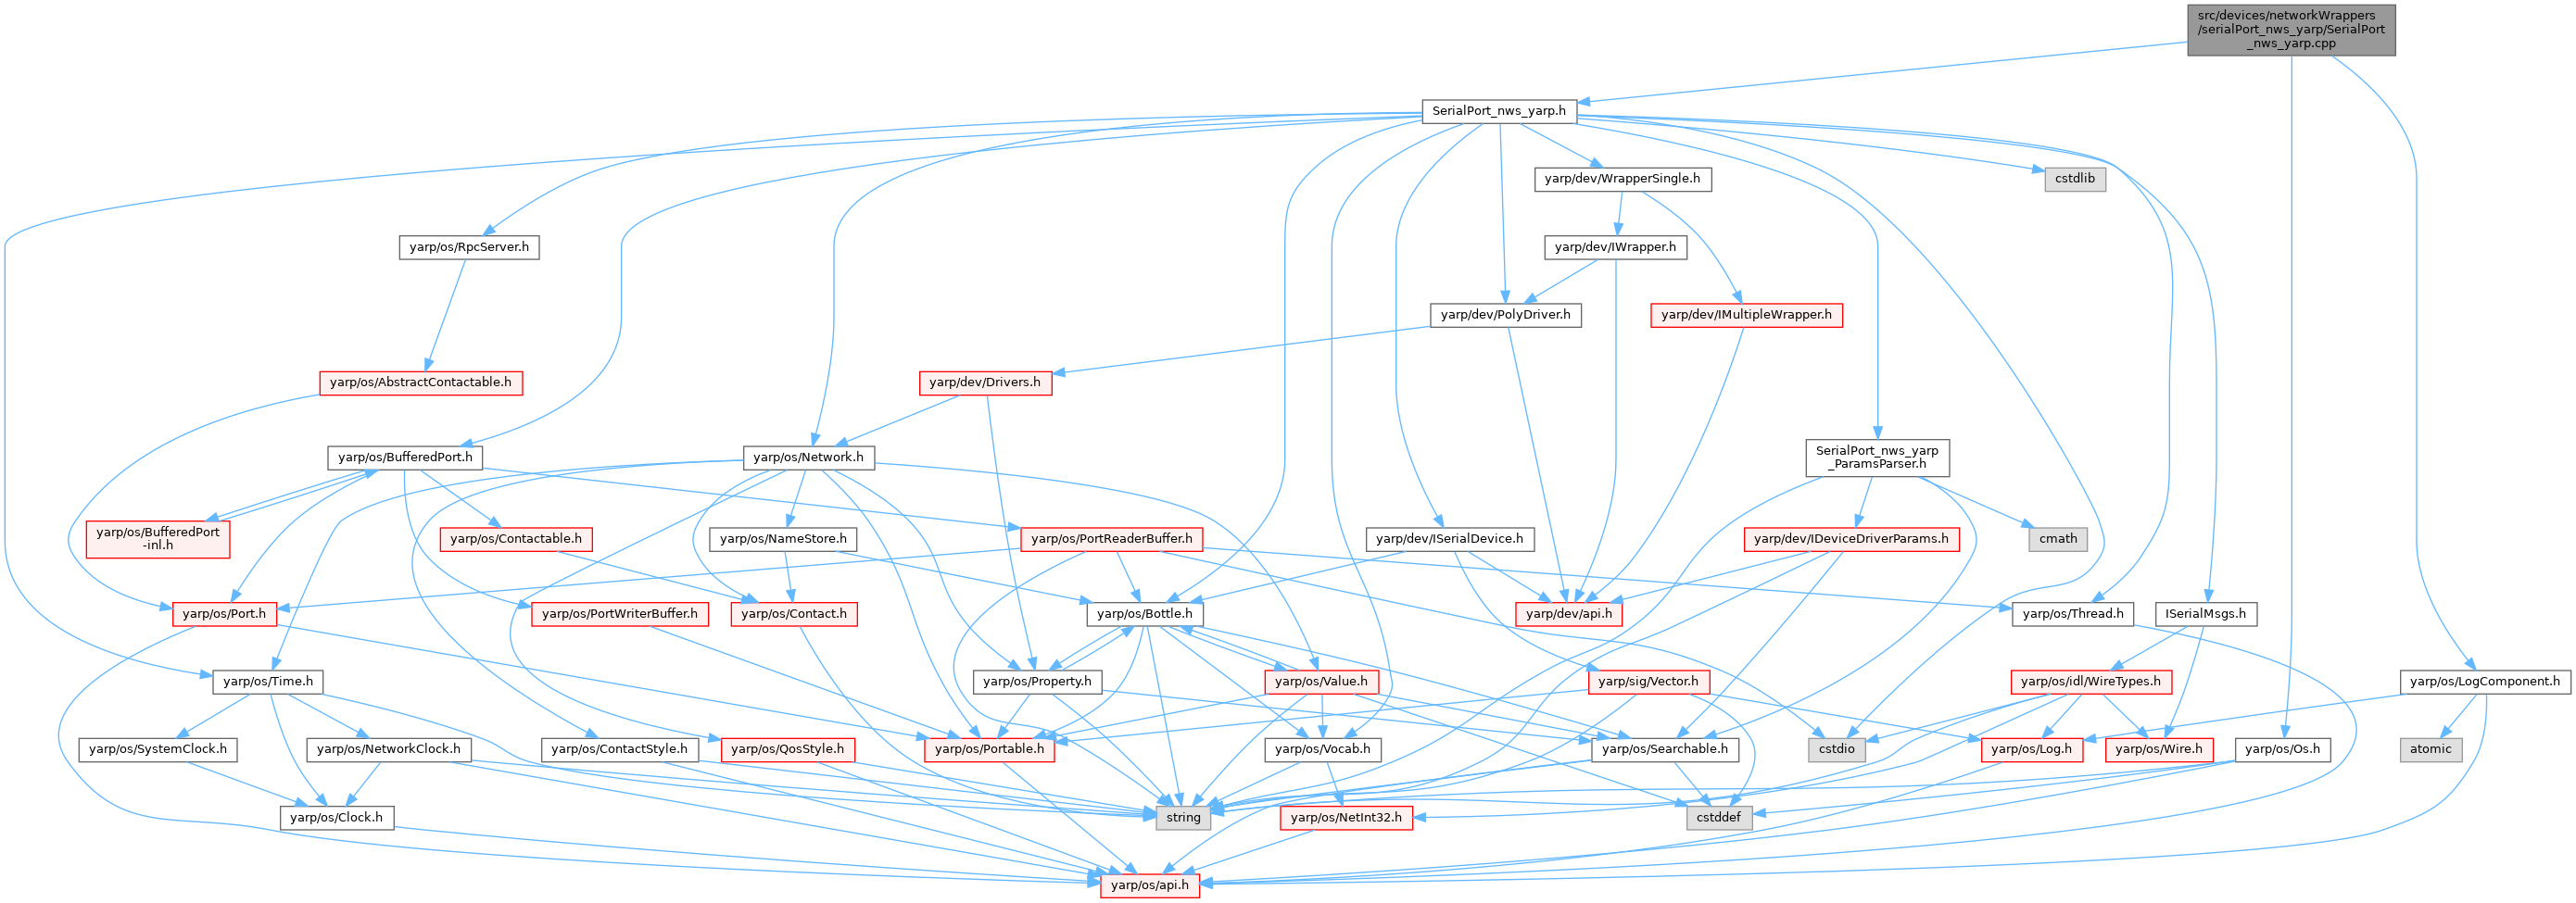 src/devices/networkWrappers
/serialPort_nws_yarp/SerialPort
_nws_yarp.cpp
SerialPort_nws_yarp.h
yarp/dev/WrapperSingle.h
cstdlib
yarp/os/RpcServer.h
yarp/dev/IWrapper.h
yarp/dev/PolyDriver.h
yarp/dev/IMultipleWrapper.h
yarp/os/AbstractContactable.h
yarp/dev/Drivers.h
yarp/os/BufferedPort.h
yarp/os/Network.h
SerialPort_nws_yarp
_ParamsParser.h
yarp/os/BufferedPort
-inl.h
yarp/os/Contactable.h
yarp/os/NameStore.h
yarp/os/PortReaderBuffer.h
yarp/dev/ISerialDevice.h
yarp/dev/IDeviceDriverParams.h
cmath
yarp/os/Port.h
yarp/os/PortWriterBuffer.h
yarp/os/Contact.h
yarp/os/Bottle.h
yarp/dev/api.h
yarp/os/Thread.h
ISerialMsgs.h
yarp/os/Time.h
yarp/os/Property.h
yarp/os/Value.h
yarp/sig/Vector.h
yarp/os/idl/WireTypes.h
yarp/os/LogComponent.h
yarp/os/SystemClock.h
yarp/os/NetworkClock.h
yarp/os/ContactStyle.h
yarp/os/QosStyle.h
yarp/os/Portable.h
yarp/os/Vocab.h
yarp/os/Searchable.h
cstdio
yarp/os/Log.h
yarp/os/Wire.h
yarp/os/Os.h
atomic
yarp/os/Clock.h
string
yarp/os/NetInt32.h
cstddef
yarp/os/api.h